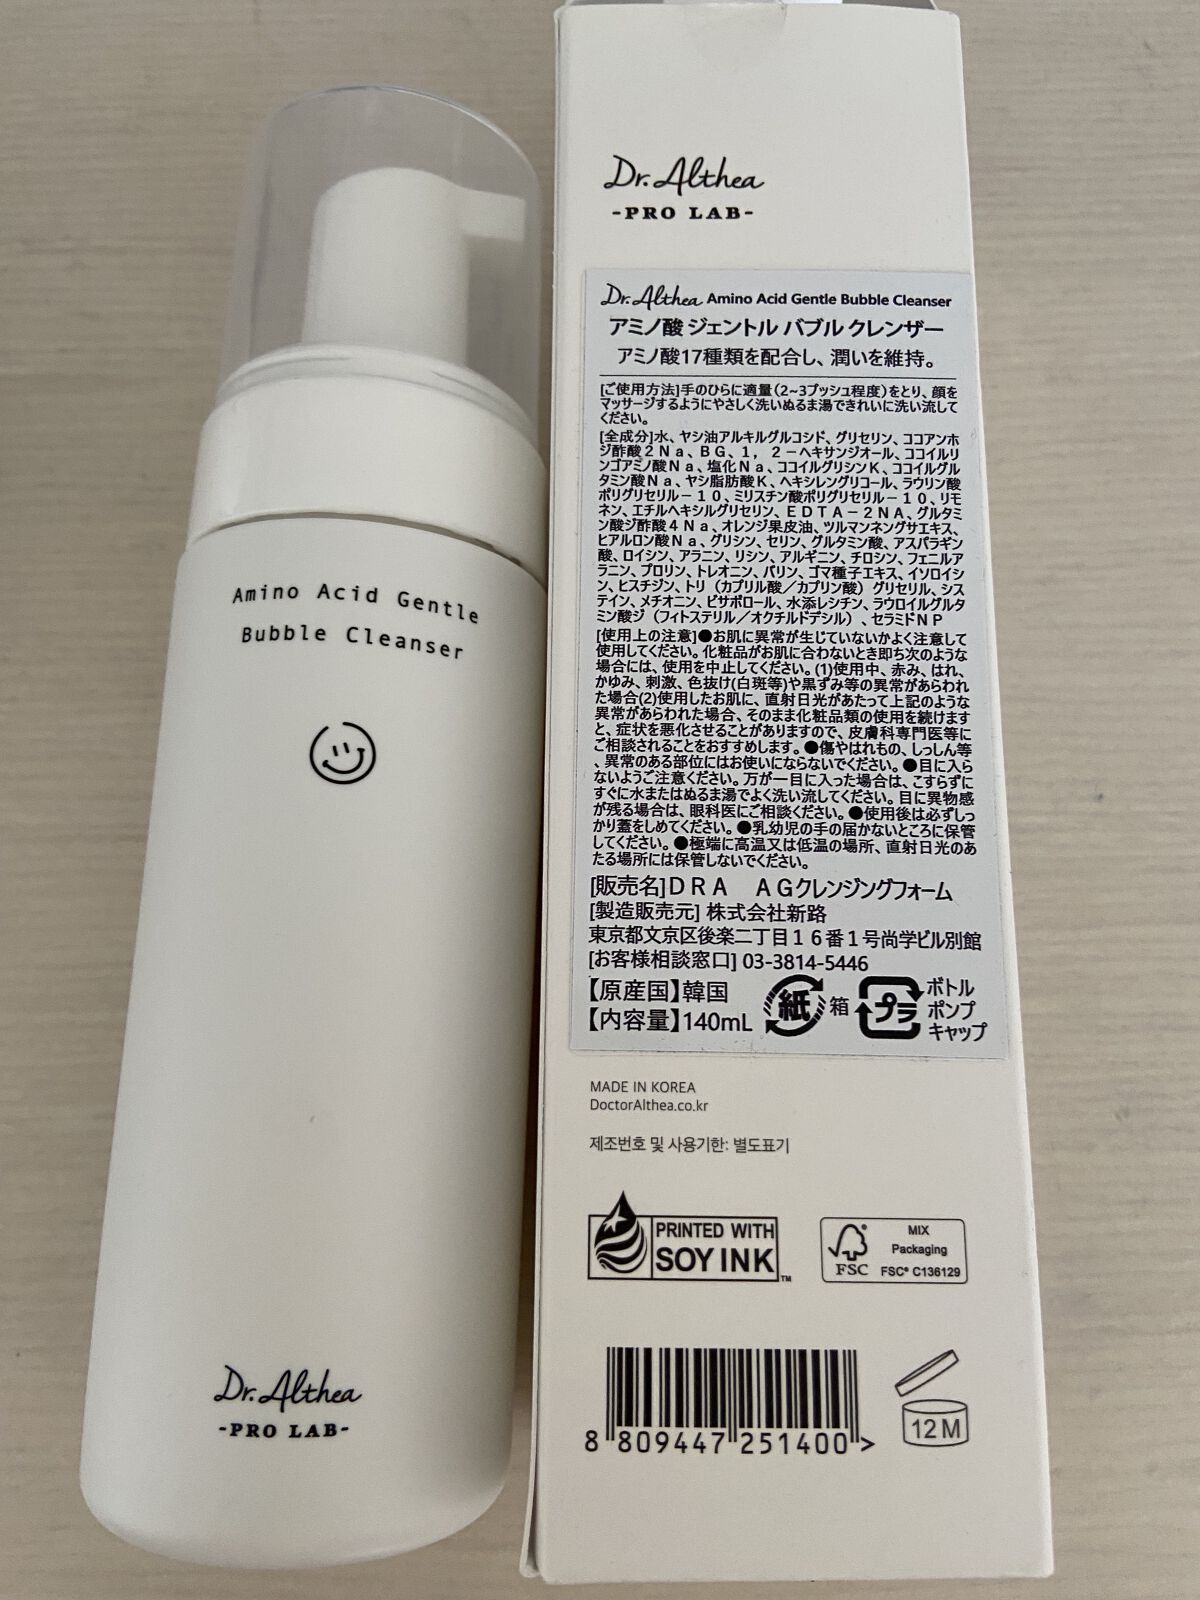 Amino Acid Gentle
Bubble Cleanser
Dr. Althea
-PRO LAB-
Dr. Althea
-PRO LAB-
Dr. Althea Amino Acid Gentle Bubble Cleanser
アミノ酸 ジェントル バブル クレンザー
アミノ酸17種類を配合し、潤いを維持。
[ご使用方法]手のひらに適量(2~3プッシュ程度)をとり、顔を
マッサージするようにやさしく洗いぬるま湯できれいに洗い流して
ください。
[全成分]水、ヤシ油アルキルグルコシド、グリセリン、ココアンホ
ジ酢酸２Ｎａ、ＢＧ、１，２－ヘキサンジオール、ココイルリ
ンゴアミノ酸Ｎａ、塩化Ｎａ、ココイルグリシンＫ、ココイルグル
タミン酸Ｎａ、ヤシ脂肪酸Ｋ、ヘキシレングリコール、ラウリン酸
ポリグリセリル－１０、ミリスチン酸ポリグリセリル－１０、リモ
ネン、エチルヘキシルグリセリン、ＥＤＴＡ－２ＮＡ、グルタミ
ン酸ジ酢酸４Ｎａ、オレンジ果皮油、ツルマンネングサエキス、
ヒアルロン酸Ｎａ、グリシン、セリン、グルタミン酸、アスパラギン
酸、ロイシン、アラニン、リシン、アルギニン、チロシン、フェニルア
ラニン、プロリン、トレオニン、バリン、ゴマ種子エキス、イソロイシ
ン、ヒスチジン、トリ（カプリル酸／カプリン酸）グリセリル、シス
テイン、メチオニン、ビサボロール、水添レシチン、ラウロイルグルタ
ミン酸ジ（フィトステリル／オクチルドデシル）、セラミドＮＰ
[使用上の注意]●お肌に異常が生じていないかよく注意して
使用してください。化粧品がお肌に合わないとき即ち次のような
場合には、使用を中止してください。(1)使用中、赤み、はれ、
かゆみ、刺激、色抜け(白斑等)や黒ずみ等の異常があらわれ
た場合(2)使用したお肌に、直射日光があたって上記のような
異常があらわれた場合、そのまま化粧品類の使用を続けます
と、症状を悪化させることがありますので、皮膚科専門医等に
ご相談されることをおすすめします。●傷やはれもの、しっしん等
、異常のある部位にはお使いにならないでください。●目に入ら
ないようご注意ください。万が一目に入った場合は、こすらずに
すぐに水またはぬるま湯でよく洗い流してください。目に異物感
が残る場合は、眼科医にご相談ください。●使用後は必ずしっ
かり蓋をしめてください。●乳幼児の手の届かないところに保管
してください。●極端に高温又は低温の場所、直射日光のあ
たる場所には保管しないでください。
[販売名]ＤＲＡ　ＡＧクレンジングフォーム
[製造販売元] 株式会社新路
東京都文京区後楽二丁目１６番１号尚学ビル別館
[お客様相談窓口] 03-3814-5446
【原産国】韓国
【内容量】140mL
紙 箱
プラ ボトル
ポンプ
キャップ
MADE IN KOREA
DoctorAlthea.co.kr
제조번호 및 사용기한: 별도표기
PRINTED WITH
SOY INK ™
FSC
MIX
Packaging
FSC® C136129
8 809447 251400 >
12 M